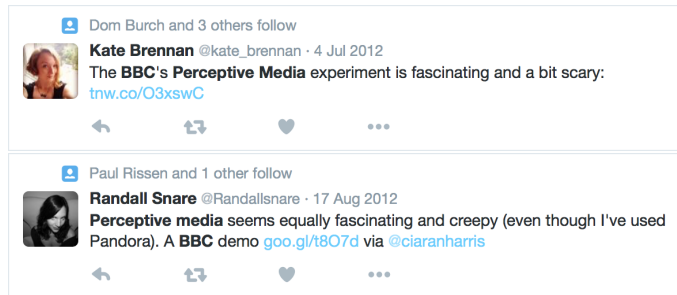 Dom Burch and 3 others follow
Kate Brennan @kate_brennan · 4 Jul 2012
The BBC's Perceptive Media experiment is fascinating and a bit scary:
tnw.co/O3xswC
Paul Rissen and 1 other follow
Randall Snare @Randallsnare · 17 Aug 2012
Perceptive media seems equally fascinating and creepy (even though I've used
Pandora). A BBC demo goo.gl/t8O7d via @ciaranharris